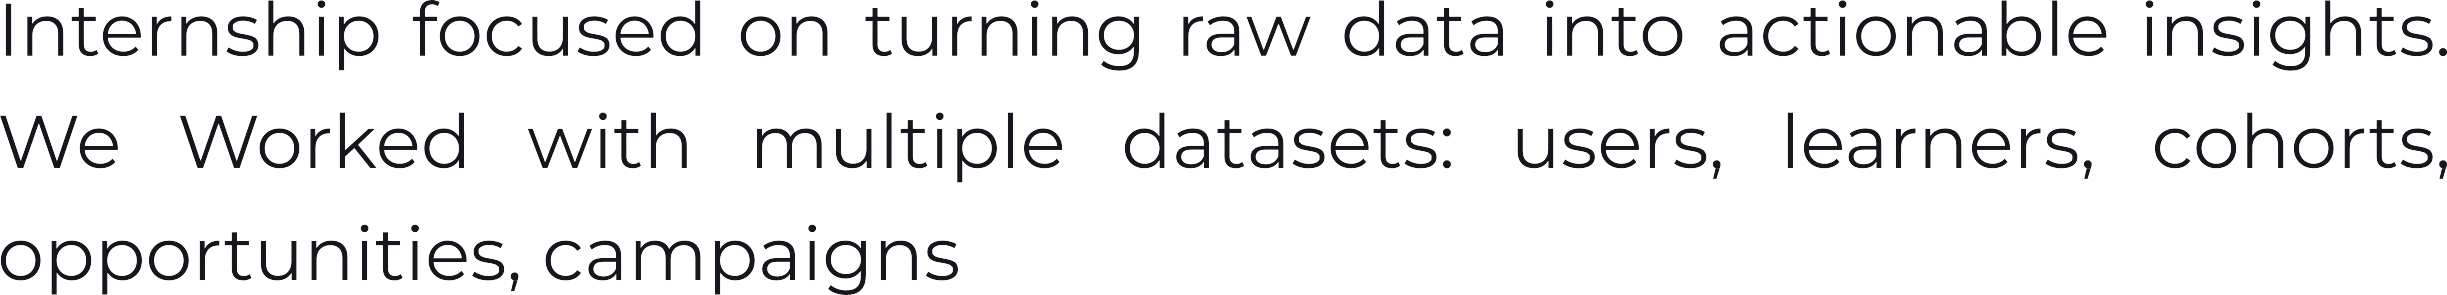 Internship focused on turning raw data into actionable insights.
We Worked with multiple datasets: users, learners, cohorts,
opportunities, campaigns